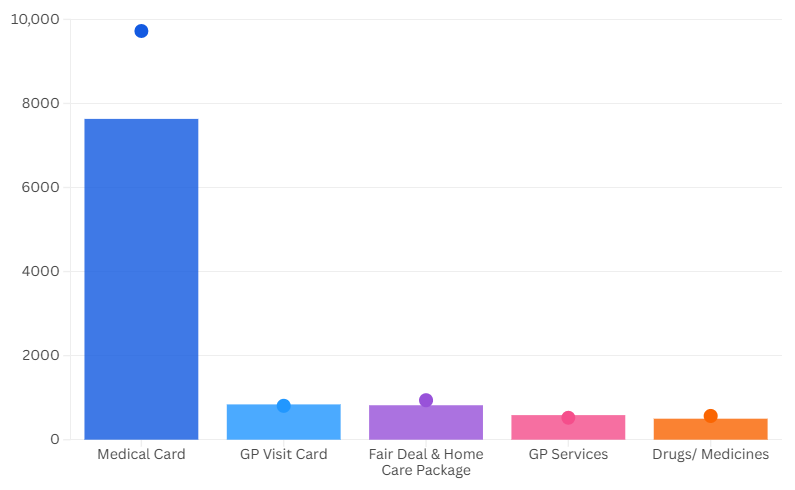 10,000
8000
6000
4000
2000
0
Medical Card
GP Visit Card
Fair Deal & Home
Care Package
GP Services
Drugs/ Medicines